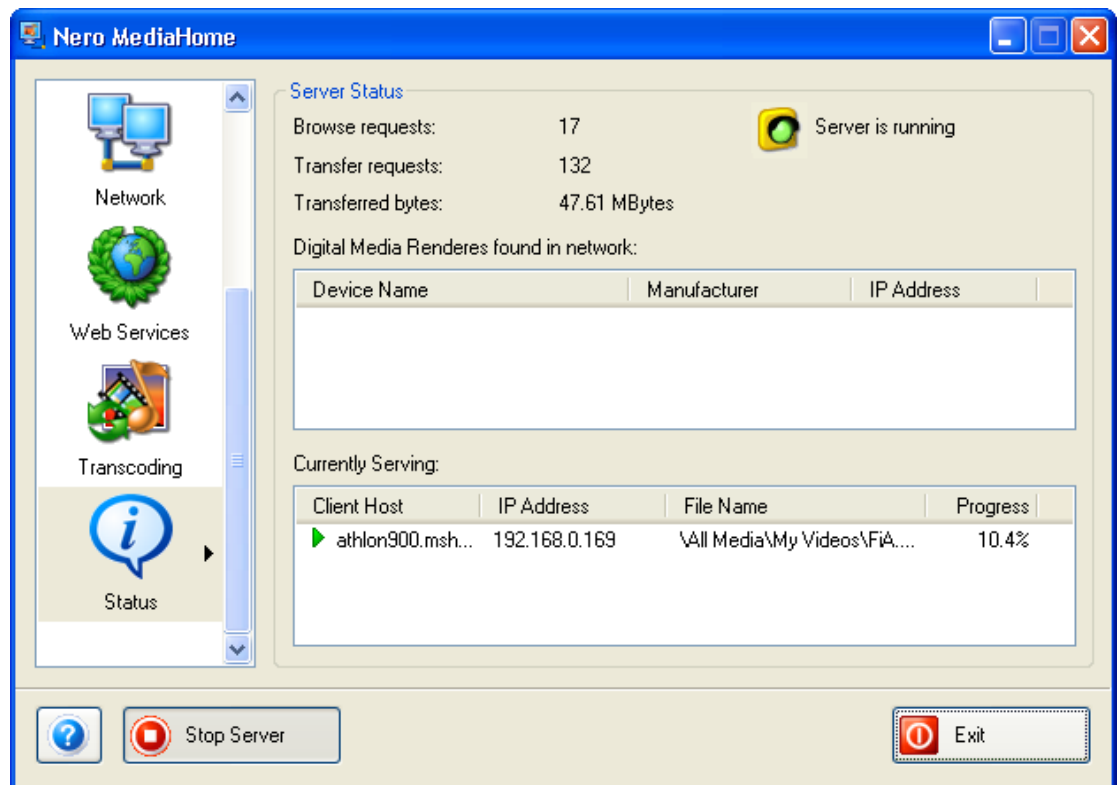 Nero MediaHome
Network
Web Services
Transcoding
Status
Server Status
Browse requests: 17
Server is running
Transfer requests: 132
Transferred bytes: 47.61 MBytes
Digital Media Renderes found in network:
Device Name Manufacturer IP Address
Currently Serving:
Client Host IP Address File Name Progress
athlon900.msh... 192.168.0.169 \All Media\My Videos\FiA.... 10.4%
Stop Server
Exit